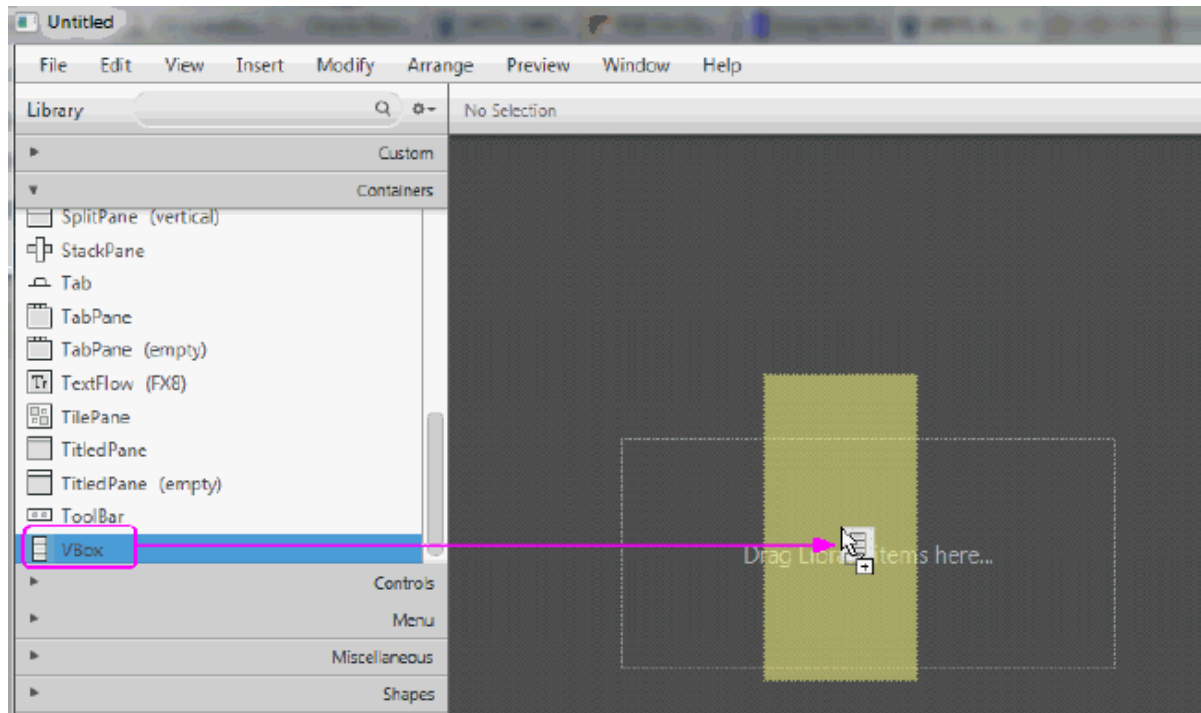 Untitled
File Edit View Insert Modify Arrange Preview Window Help
Library
No Selection
Custom
Containers
SplitPane (vertical)
StackPane
Tab
TabPane
TabPane (empty)
Tr TextFlow (FX8)
TilePane
TitledPane
TitledPane (empty)
ToolBar
VBox
Drag Library items here...
Controls
Menu
Miscellaneous
Shapes